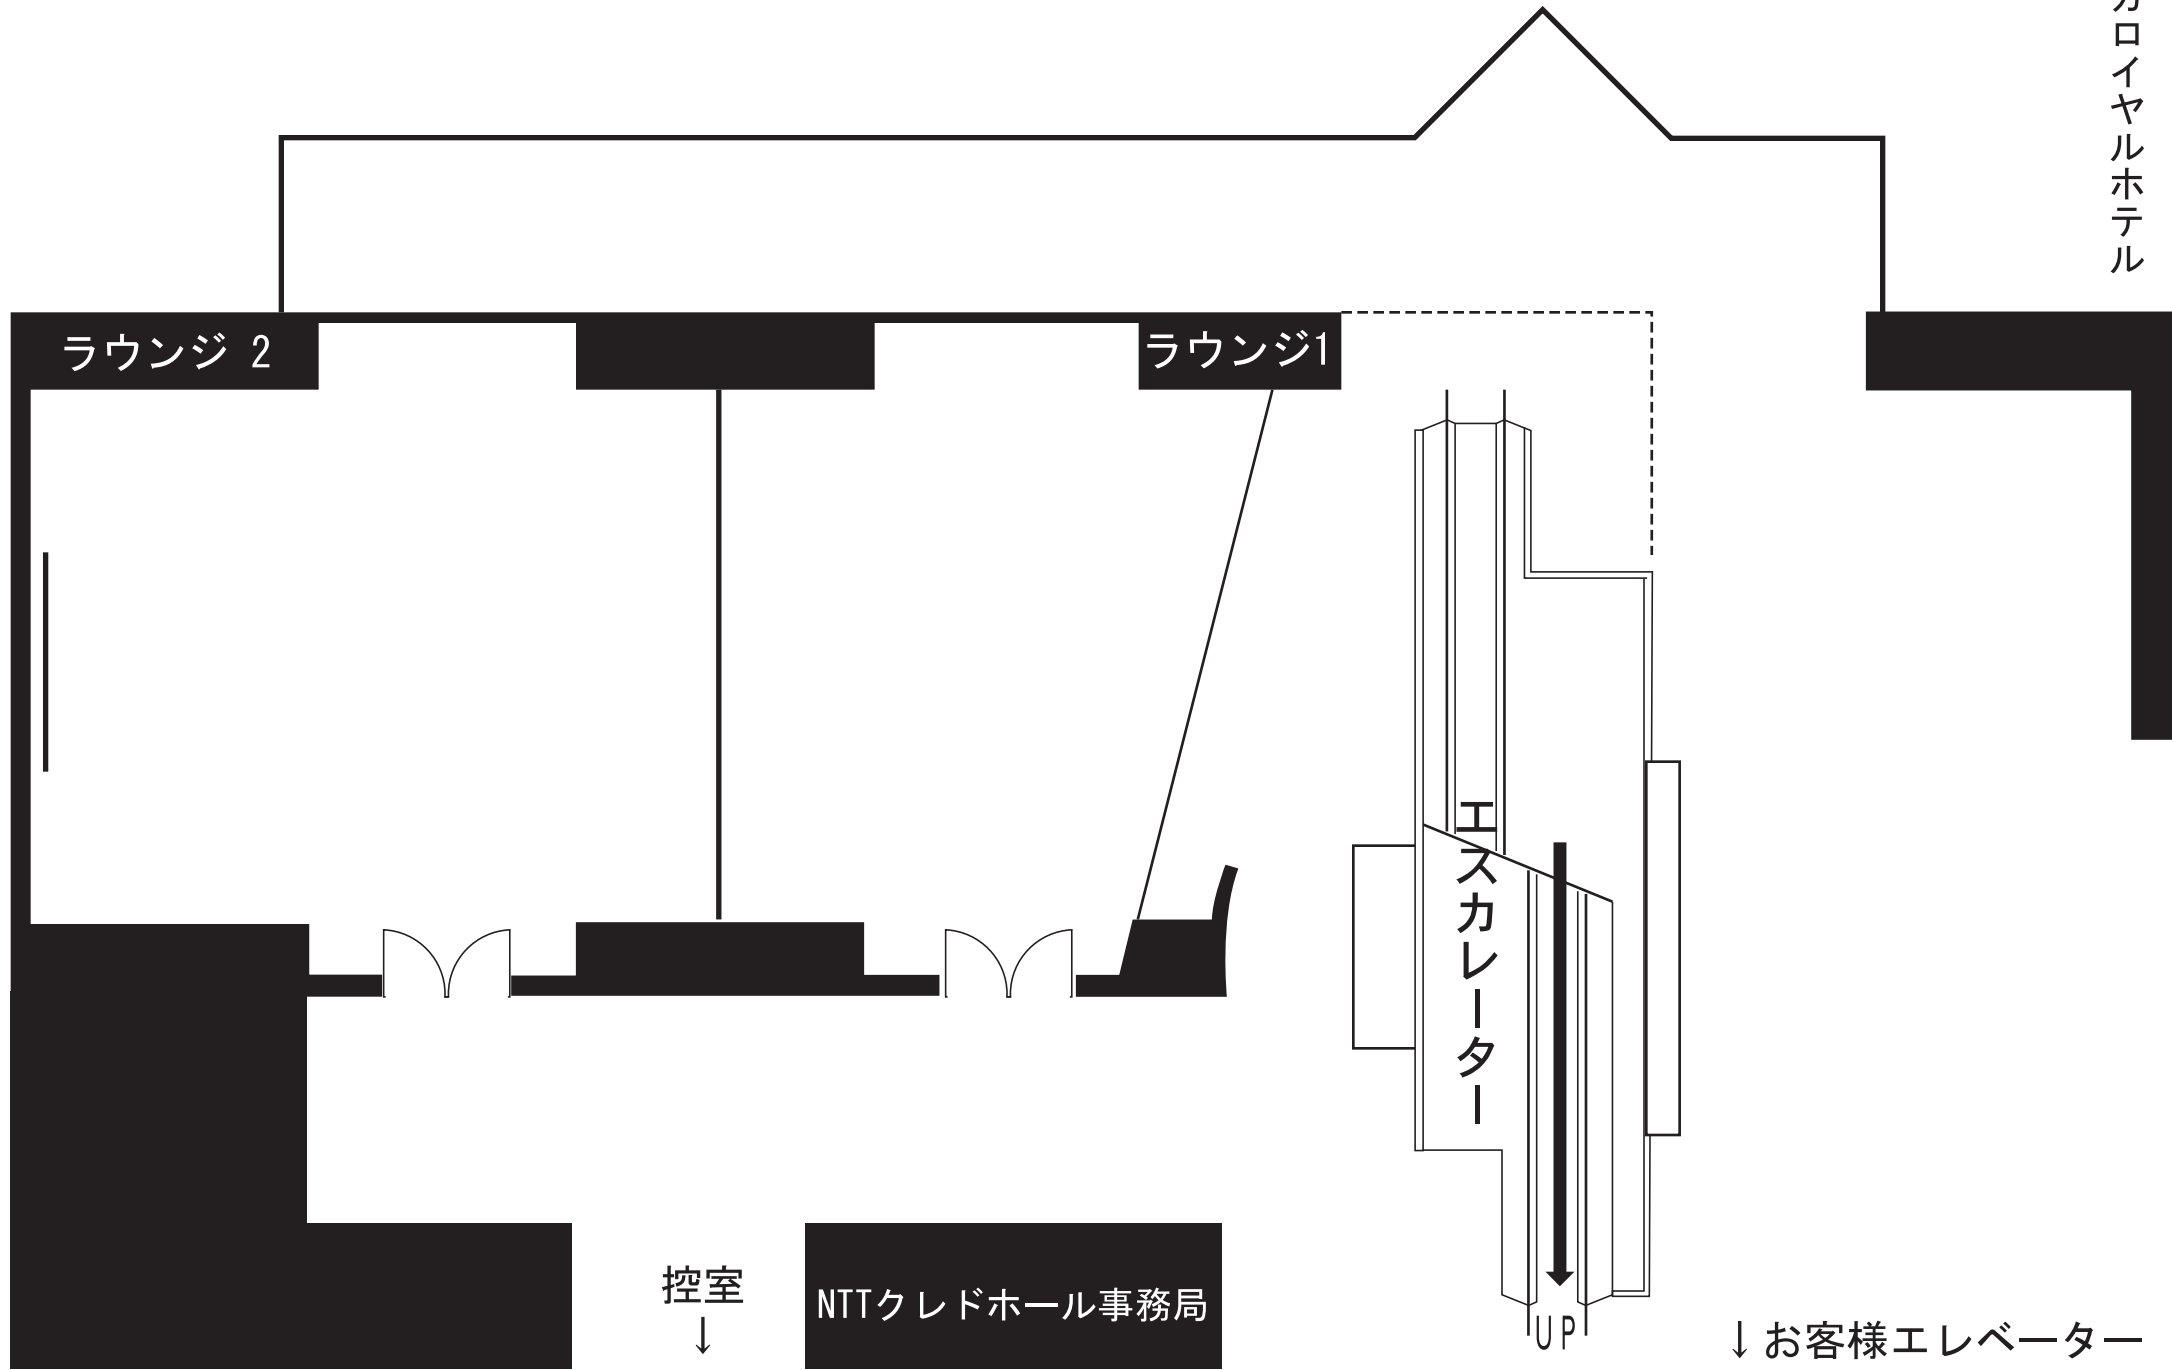 ロイヤルホテル
ラウンジ 2
ラウンジ1
エスカレーター
控室
↓
NTTクレドホール事務局
UP
↓お客様エレベーター